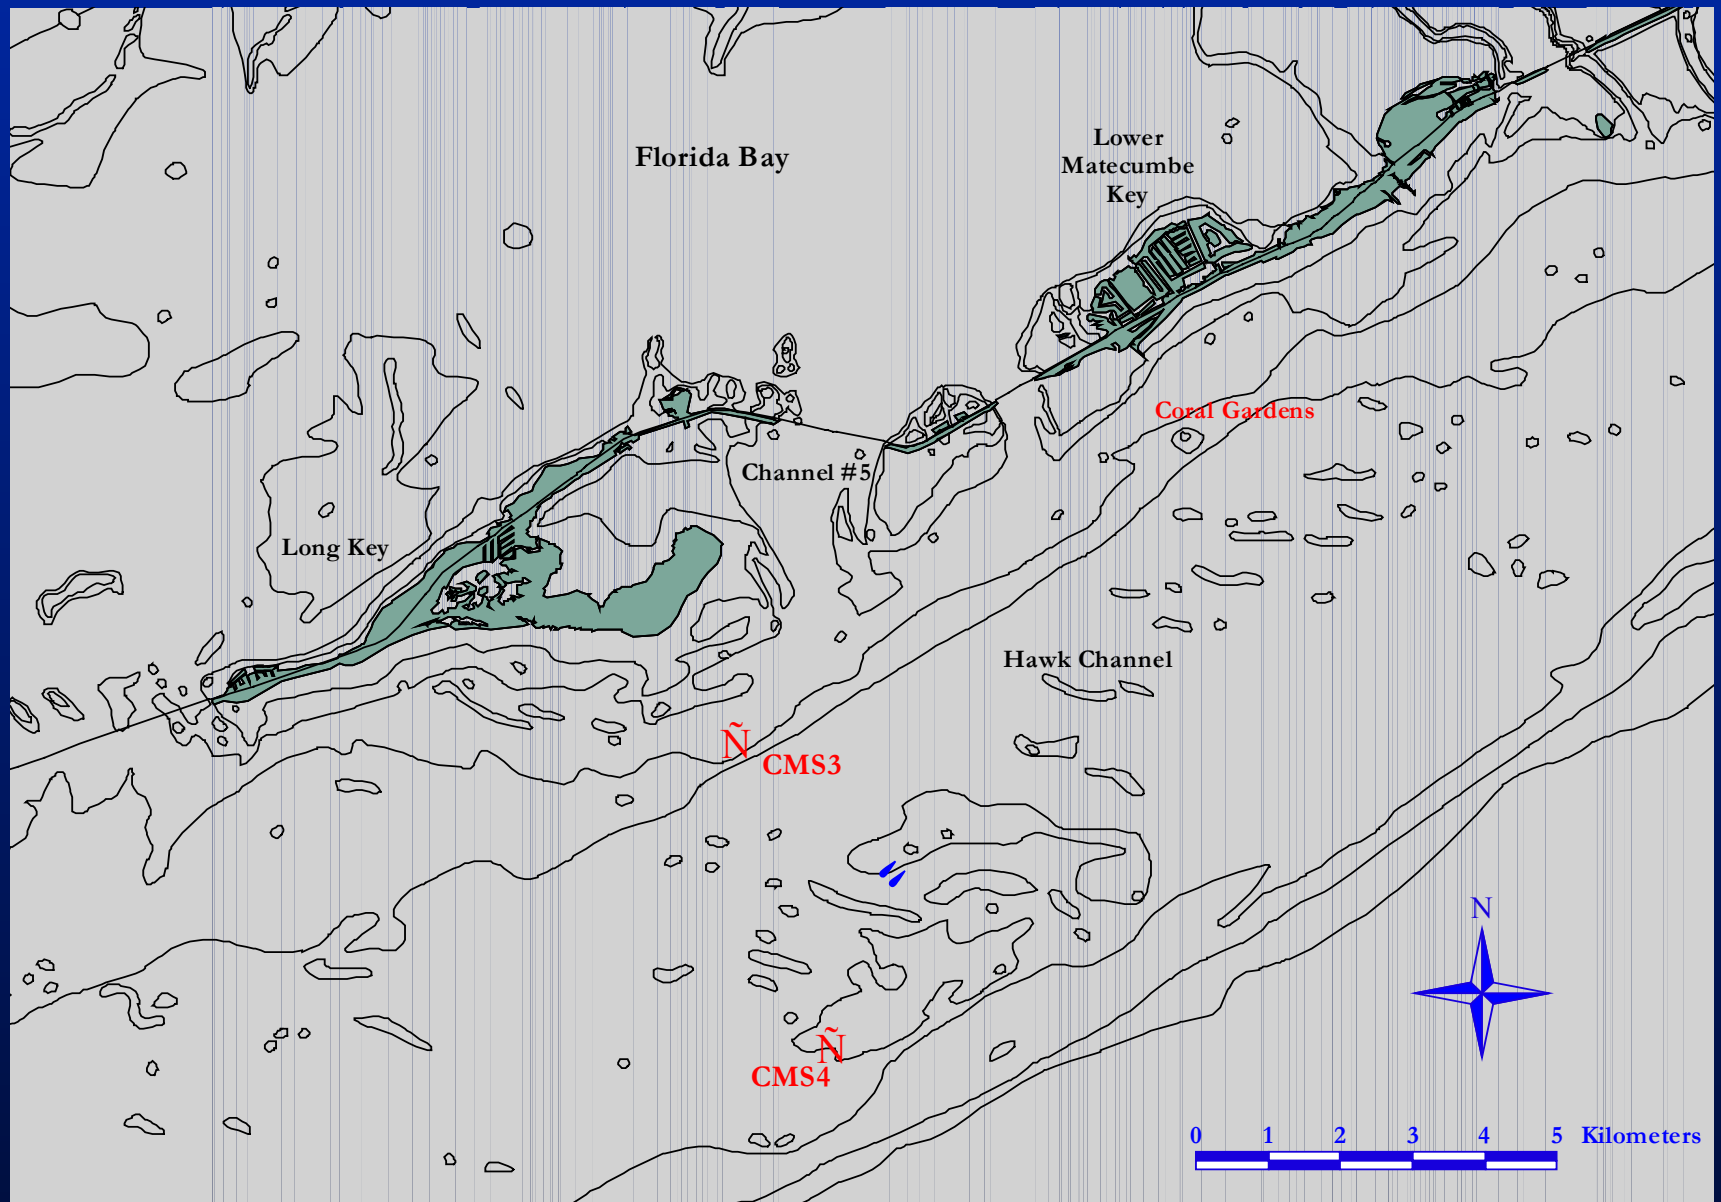 Lower
Matecumbe
Key
Florida Bay
Coral Gardens
Channel #5
Long Key
Hawk Channel
Ñ
CMS3
N
Ñ
CMS4
0 1 2 3 4 5 Kilometers